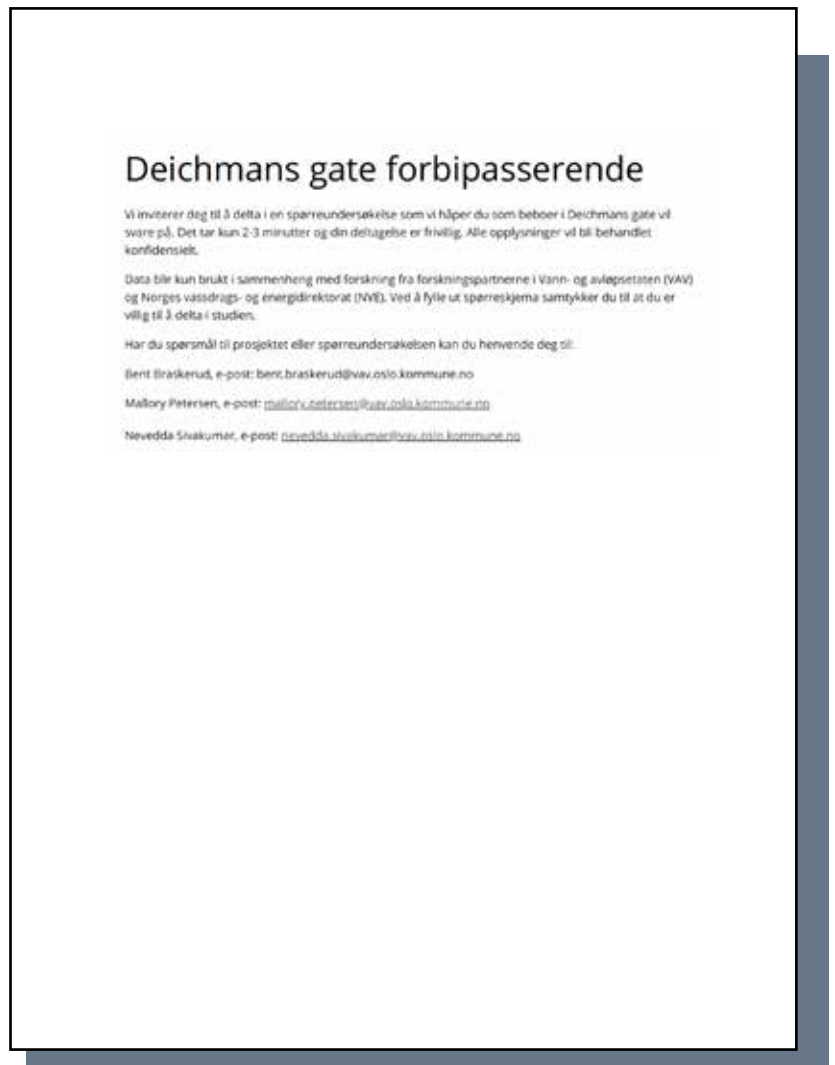 Deichmans gate forbipasserende
Vi inviterer deg til å delta i en spørreundersøkelse som vi håper du som beboer i Deichmans gate vil
svare på. Det tar kun 2-3 minutter og din deltagelse er frivillig. Alle opplysninger vil bli behandlet
konfidensielt.
Data blir kun brukt i sammenheng med forskning fra forskningspartnerne i Vann- og avløpsetaten (VAV)
og Norges vassdrags- og energidirektorat (NVE). Ved å fylle ut spørreskjema samtykker du til at du er
villig til å delta i studien.
Har du spørsmål til prosjektet eller spørreundersøkelsen kan du henvende deg til:
Bent Braskerud, e-post: bent.braskerud@vav.oslo.kommune.no
Mallory Petersen, e-post: mallory.petersen@vav.oslo.kommune.no
Nevedda Sivakumar, e-post: nevedda.sivakumar@vav.oslo.kommune.no